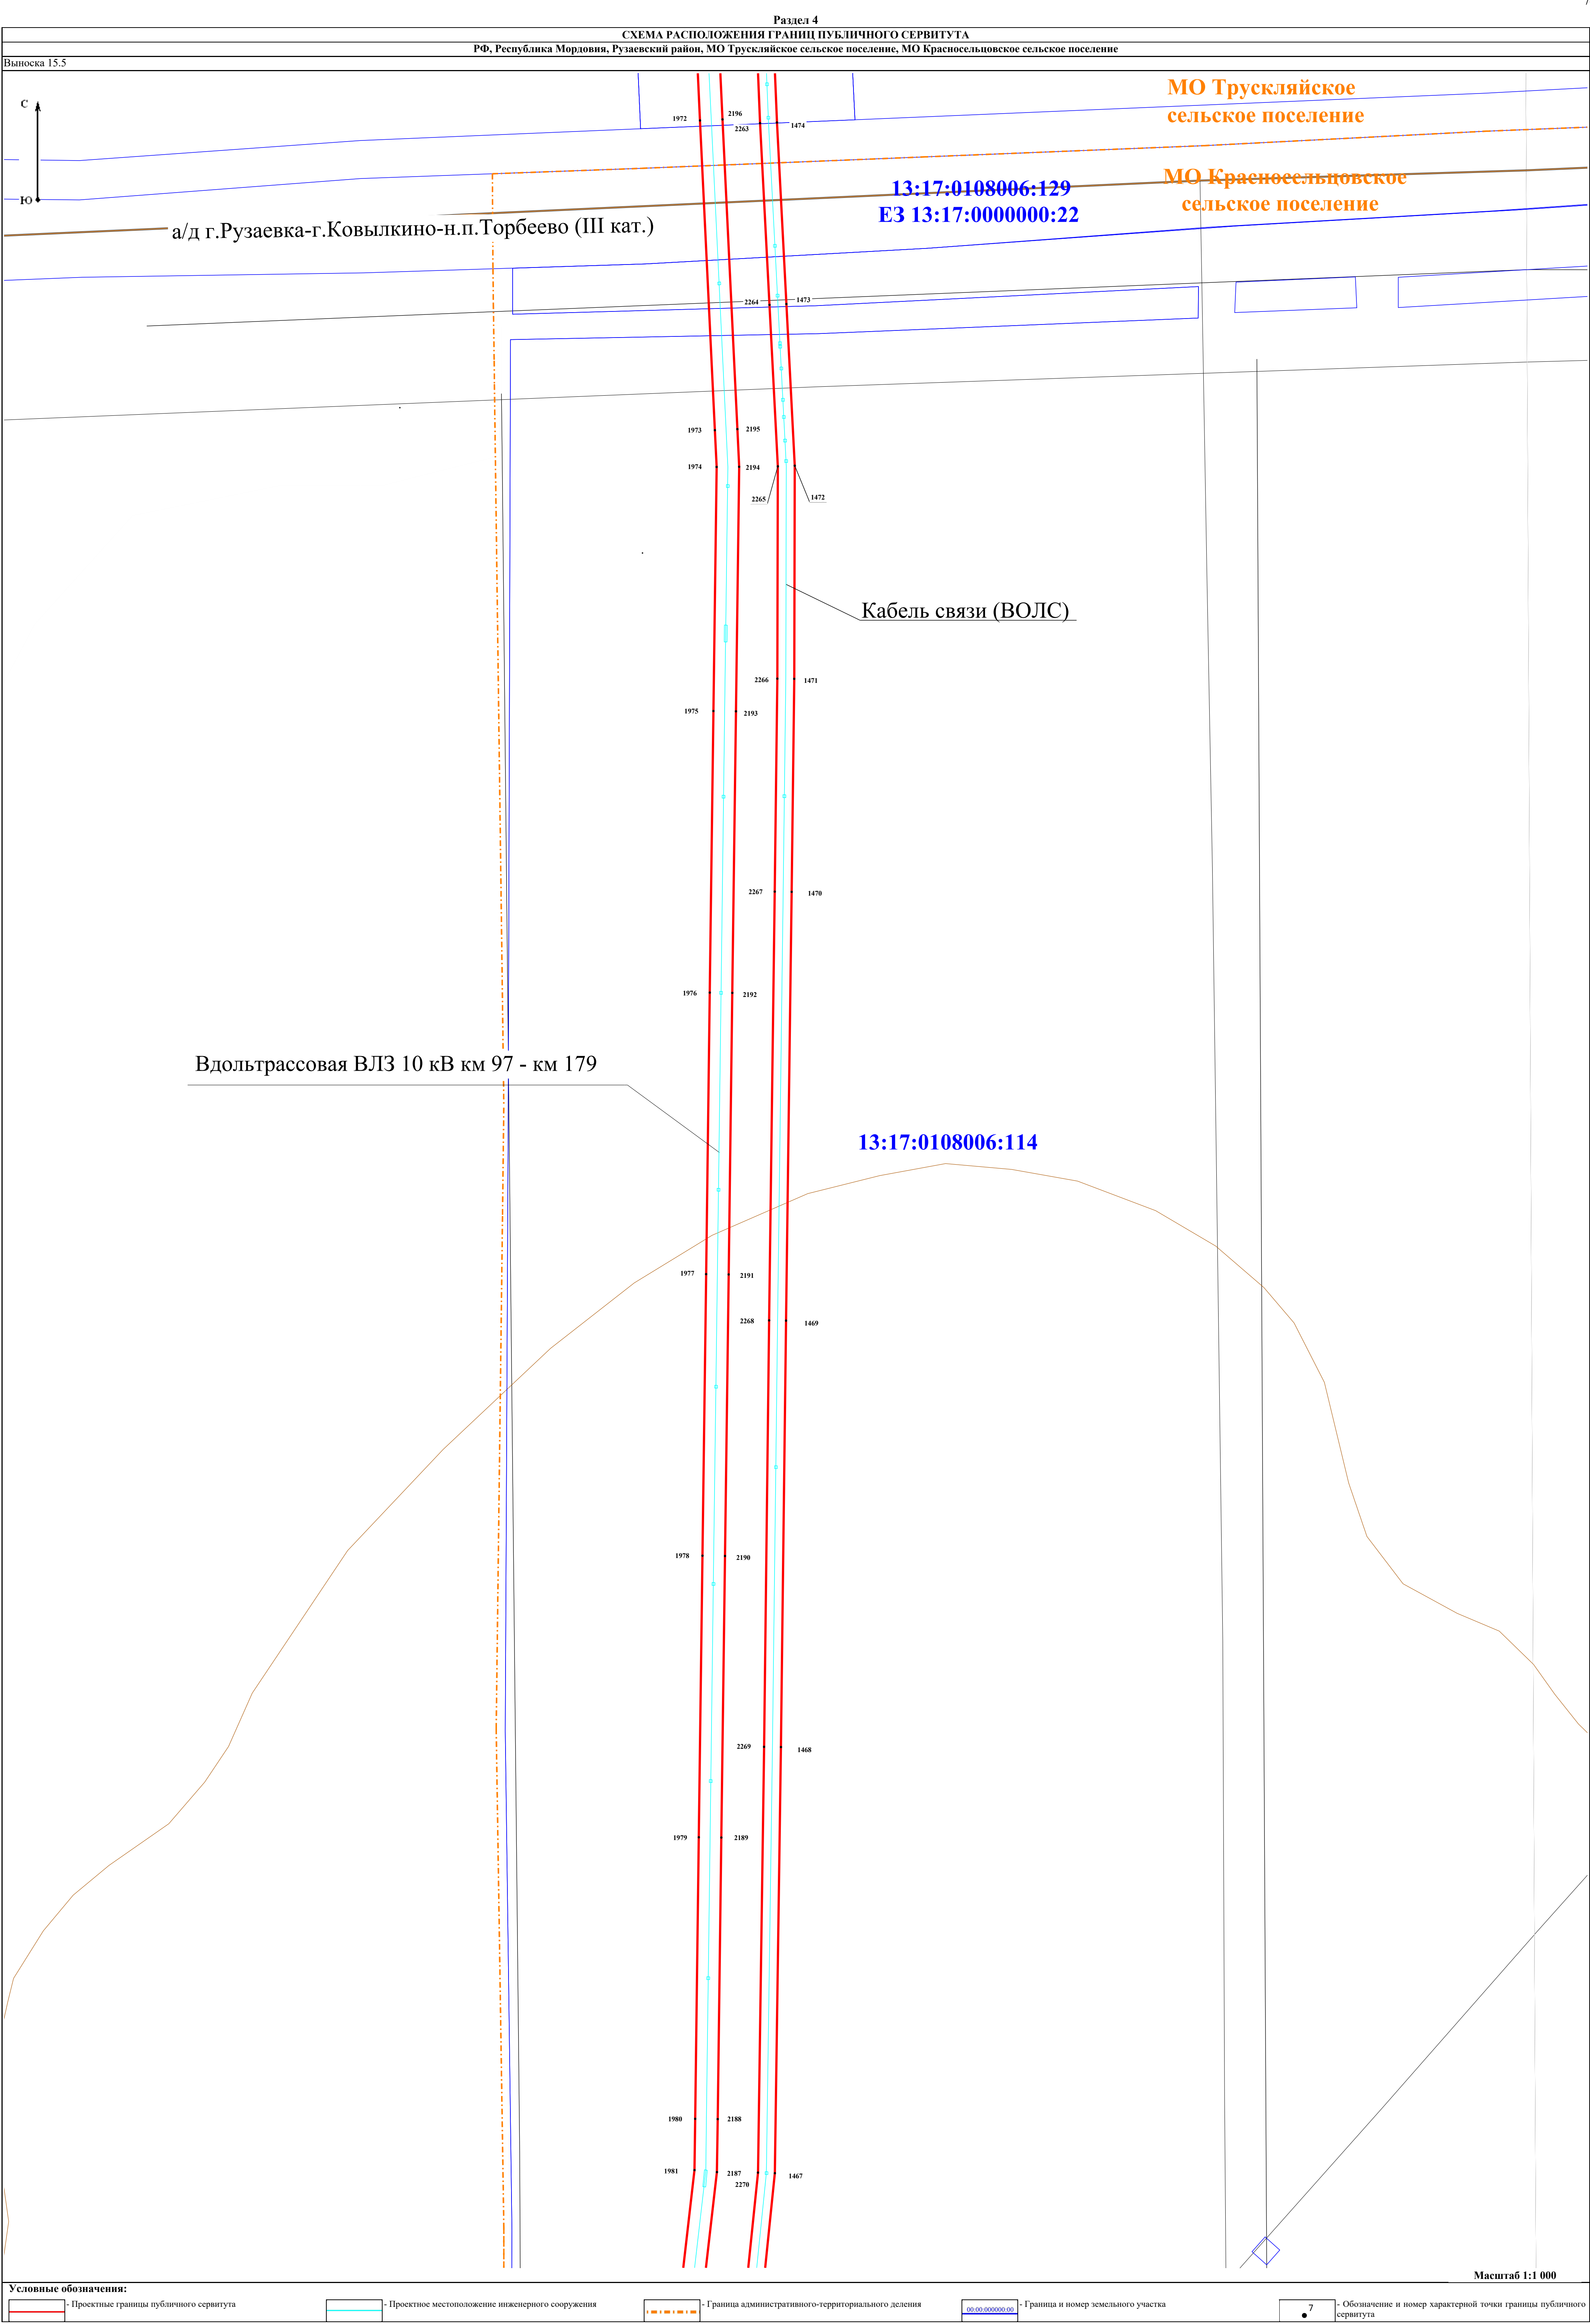 Раздел 4
СХЕМА РАСПОЛОЖЕНИЯ ГРАНИЦ ПУБЛИЧНОГО СЕРВИТУТА
РФ, Республика Мордовия, Рузаевский район, МО Трускляйское сельское поселение, МО Красносельцовское сельское поселение
Выноска 15.5
С
Ю
МО Трускляйское
сельское поселение
1972
2196
2263
1474
МО Красносельцовское
сельское поселение
13:17:0108006:129
ЕЗ 13:17:0000000:22
а/д г.Рузаевка-г.Ковылкино-н.п.Торбеево (III кат.)
2264
1473
1973
2195
1974
2194
2265
1472
Кабель связи (ВОЛС)
2266
1471
1975
2193
2267
1470
1976
2192
Вдольтрассовая ВЛЗ 10 кВ км 97 - км 179
13:17:0108006:114
1977
2191
2268
1469
1978
2190
2269
1468
1979
2189
1980
2188
1981
2187
2270
1467
Масштаб 1:1 000
Условные обозначения:
- Проектные границы публичного сервитута
- Проектное местоположение инженерного сооружения
- Граница административного-территориального деления
00:00:000000:00
- Граница и номер земельного участка
7
- Обозначение и номер характерной точки границы публичного
сервитута